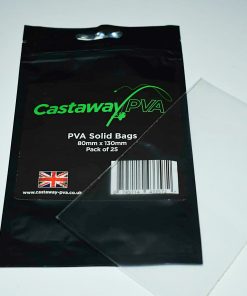 Castaway PVA
PVA Solid Bags
80mm x 130mm
Pack of 25
www.castaway-pva.co.uk